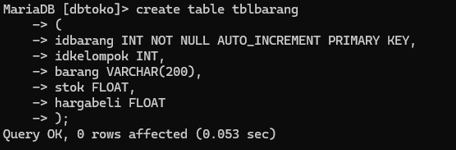 MariaDB [dbtoko]> create table tblbarang
    -> (
    -> idbarang INT NOT NULL AUTO_INCREMENT PRIMARY KEY,
    -> idkelompok INT,
    -> barang VARCHAR(200),
    -> stok FLOAT,
    -> hargabeli FLOAT
    -> );
Query OK, 0 rows affected (0.053 sec)